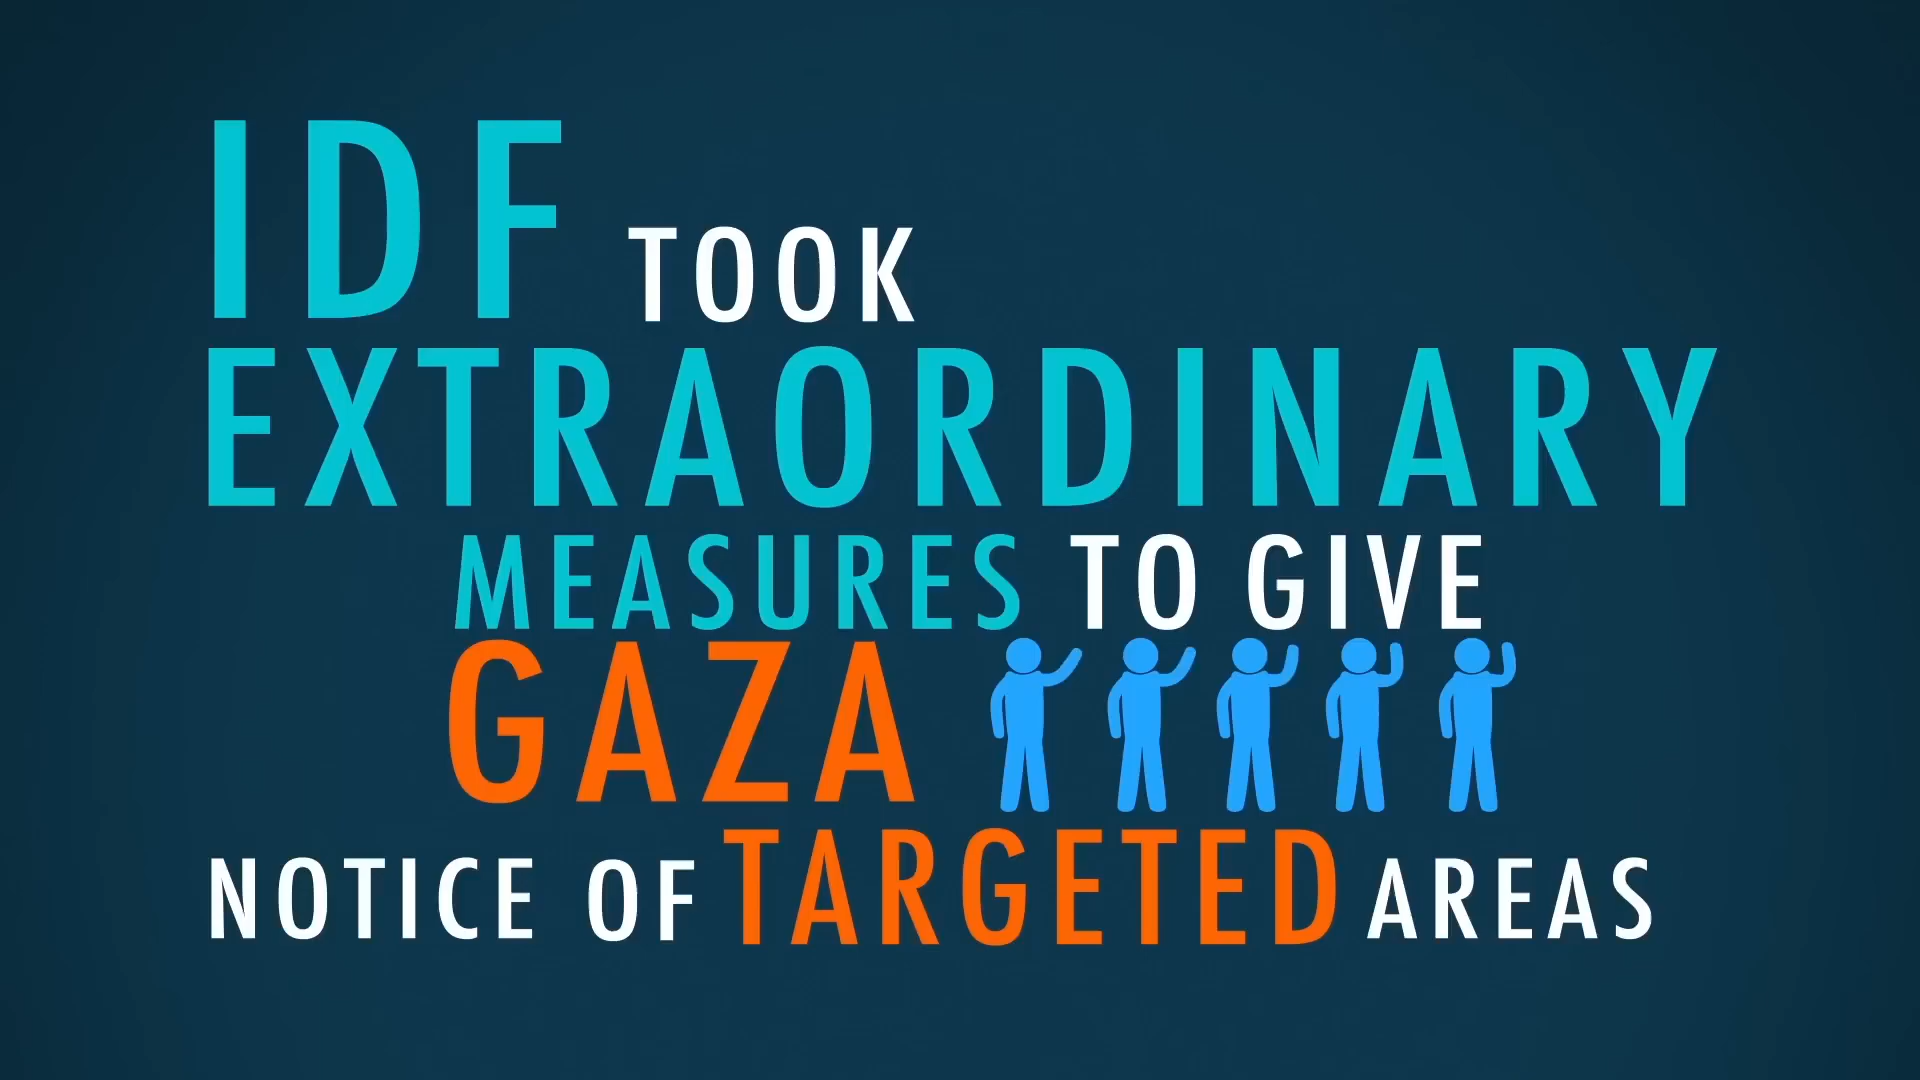 IDF TOOK
EXTRAORDINARY
MEASURES TO GIVE
GAZA
NOTICE OF TARGETED AREAS